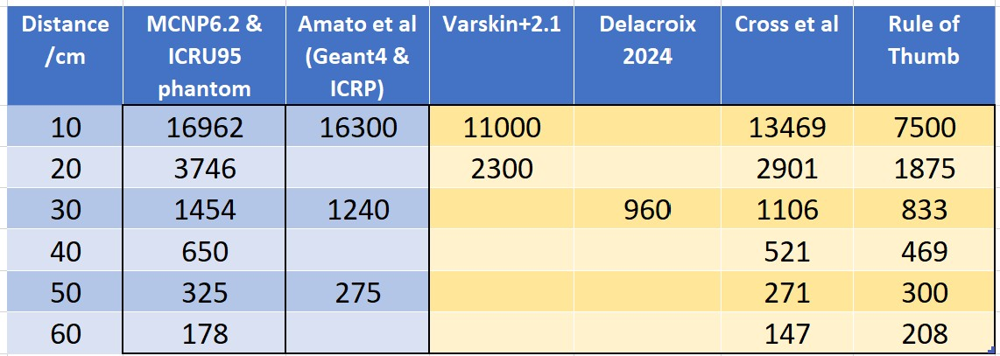 Distance /cm MCNP6.2 & ICRU95 phantom Amato et al (Geant4 & ICRP) Varskin+2.1 Delacroix 2024 Cross et al Rule of Thumb
10 16962 16300 11000 13469 7500
20 3746 2300 2901 1875
30 1454 1240 960 1106 833
40 650 521 469
50 325 275 271 300
60 178 147 208